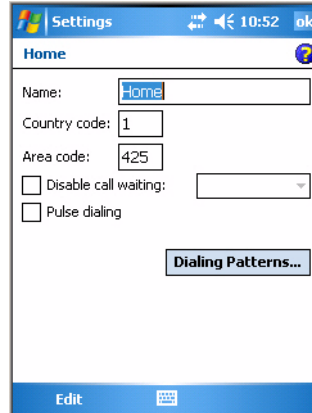 Settings 10:52 ok
Home ?
Name: Home
Country code: 1
Area code: 425
Disable call waiting:
Pulse dialing
Dialing Patterns...
Edit